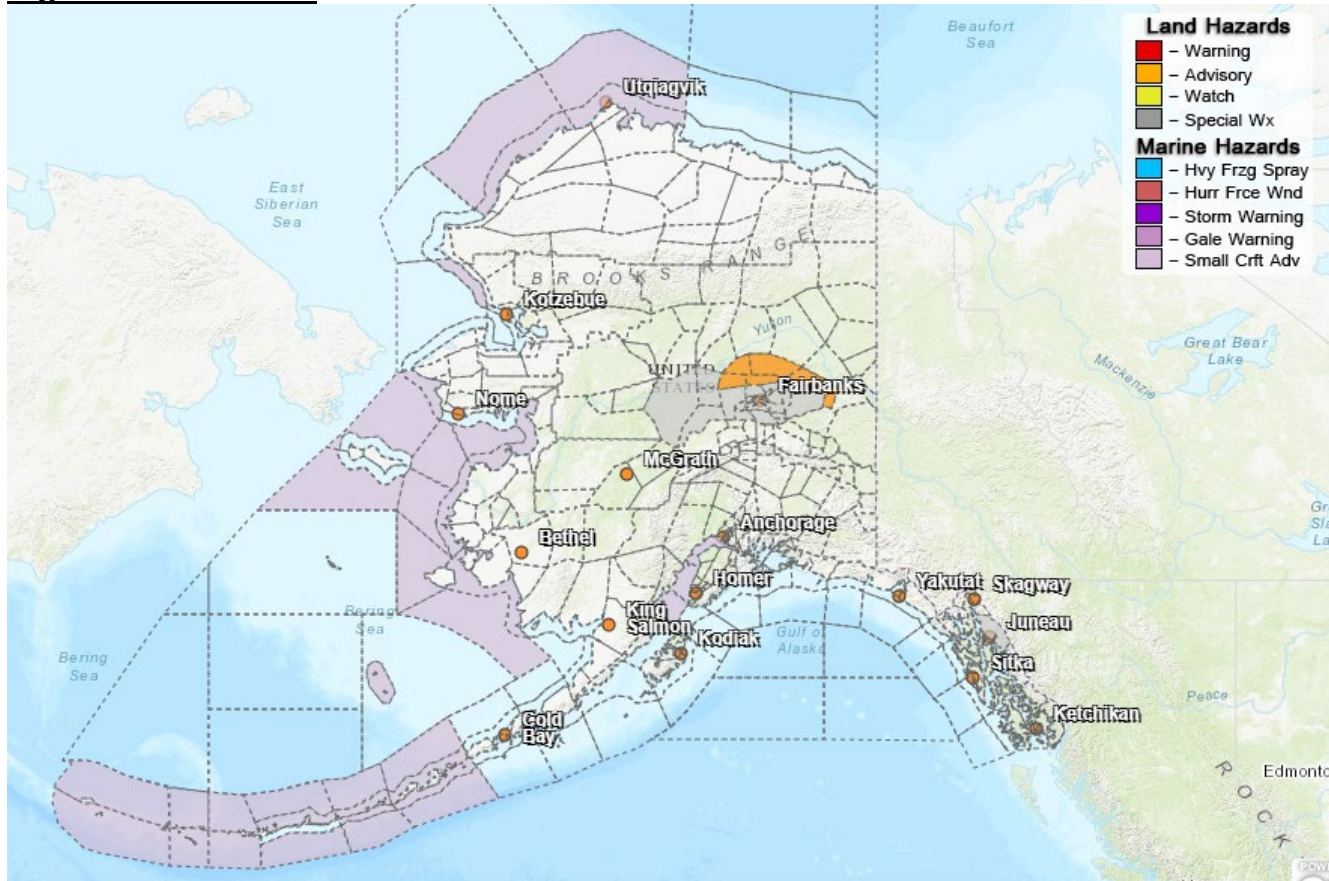 Land Hazards
– Warning
– Advisory
– Watch
– Special Wx
Marine Hazards
– Hvy Frzg Spray
– Hurr Frce Wnd
– Storm Warning
– Gale Warning
– Small Crft Adv
Beaufort
Sea
Utqiagvik
East
Siberian
Sea
BROOKS RANGE
Kotzebue
Yukon
Great Bear
Lake
Mackenzie
UNITED
STATES
Fairbanks
Nome
McGrath
Anchorage
Bethel
Homer
Yakutat
Skagway
King
Salmon
Juneau
Kodiak
Gulf of
Alaska
Bering
Sea
Sitka
Bering
Sea
Peace
Ketchikan
Cold
Bay
ROCK
Edmonto
POW